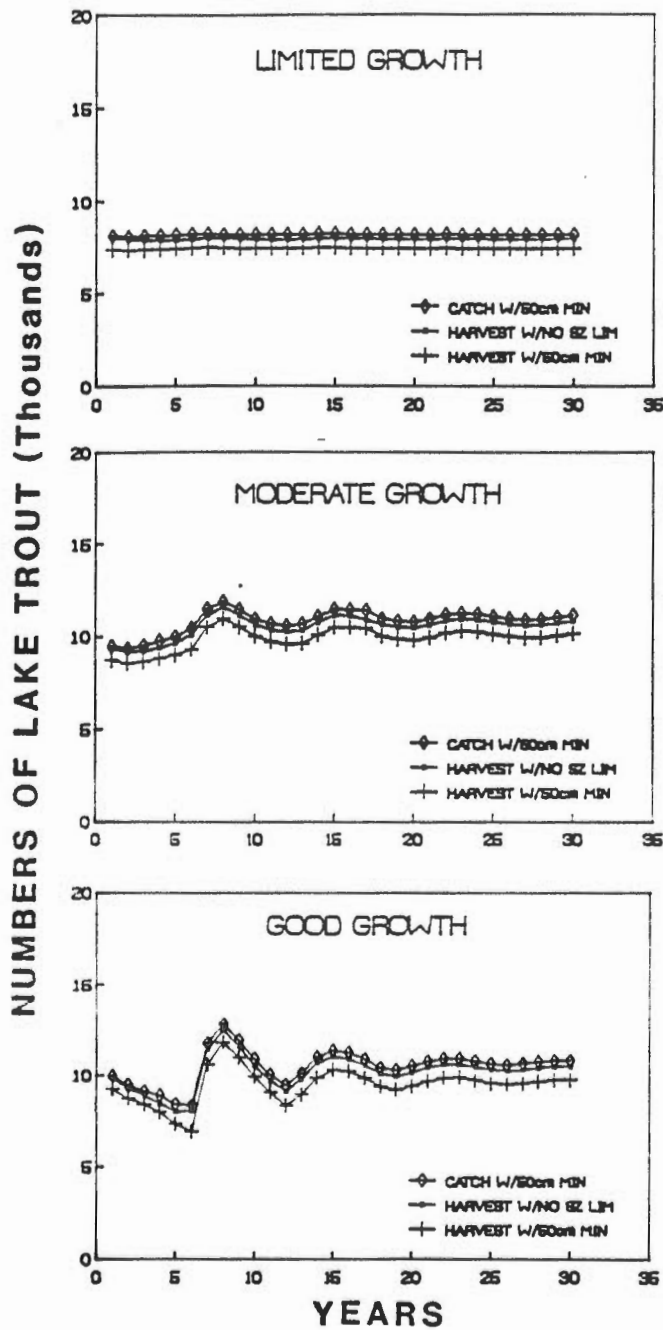 NUMBERS OF LAKE TROUT (Thousands)
LIMITED GROWTH
20
15
10
5
0
CATCH W/50cm MIN
HARVEST W/NO SZ LIM
HARVEST W/50cm MIN
0 5 10 15 20 25 30 35
MODERATE GROWTH
20
15
10
5
0
CATCH W/50cm MIN
HARVEST W/NO SZ LIM
HARVEST W/50cm MIN
0 5 10 15 20 25 30 35
GOOD GROWTH
20
15
10
5
0
CATCH W/50cm MIN
HARVEST W/NO SZ LIM
HARVEST W/50cm MIN
0 5 10 15 20 25 30 35
YEARS